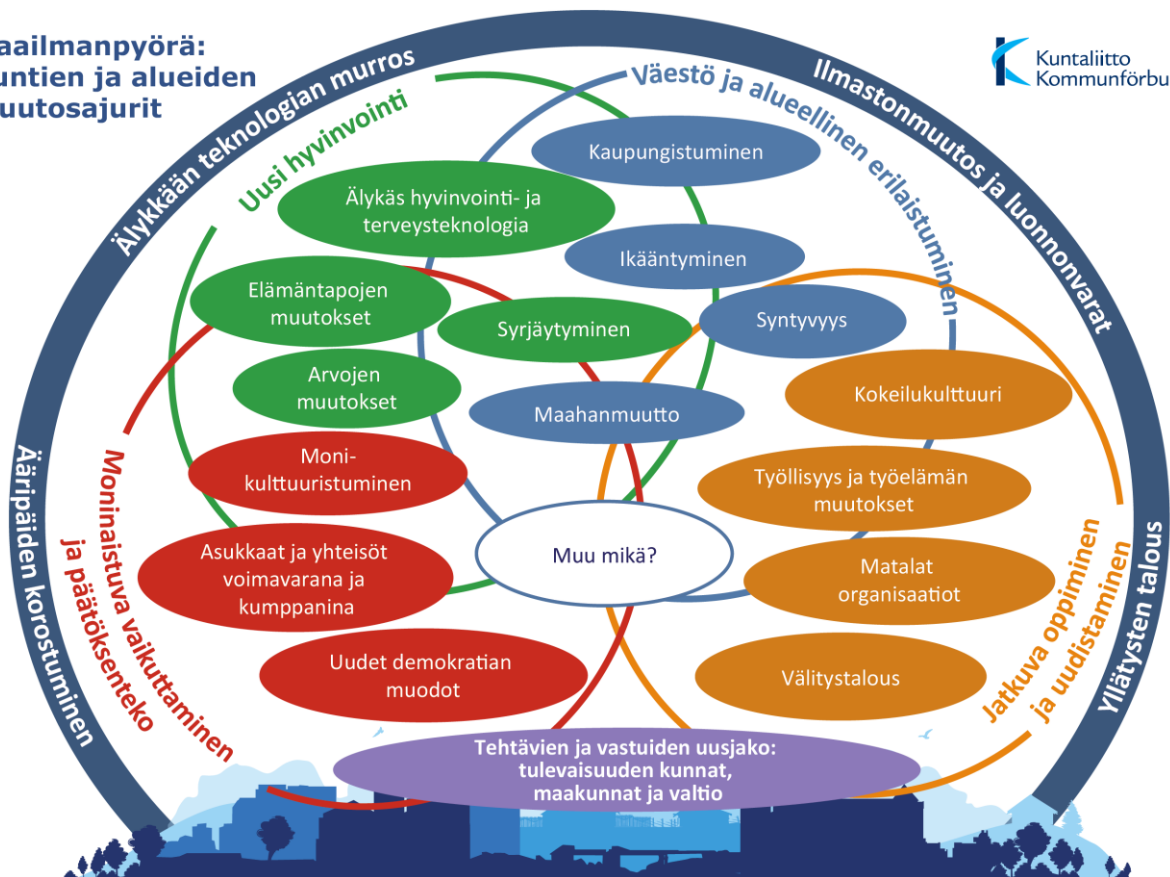 aailmanpyörä:
untien ja alueiden
uutosajurit
Kuntaliitto
Kommunförbu
Älykkään teknologian murros
Ilmastonmuutos ja luonnonvarat
Ääripäiden korostuminen
Yllätysten talous
Uusi hyvinvointi
Väestö ja alueellinen erilaistuminen
Kaupungistuminen
Älykäs hyvinvointi- ja
terveysteknologia
Ikääntyminen
Elämäntapojen
muutokset
Syrjäytyminen
Syntyvyys
Arvojen
muutokset
Maahanmuutto
Kokeilukulttuuri
Moninaistuva vaikuttaminen
ja päätöksenteko
Moni-
kulttuuristuminen
Työllisyys ja työelämän
muutokset
Asukkaat ja yhteisöt
voimavarana ja
kumppanina
Muu mikä?
Matalat
organisaatiot
Jatkuva oppiminen
ja uudistaminen
Uudet demokratian
muodot
Välitystalous
Tehtävien ja vastuiden uusjako:
tulevaisuuden kunnat,
maakunnat ja valtio